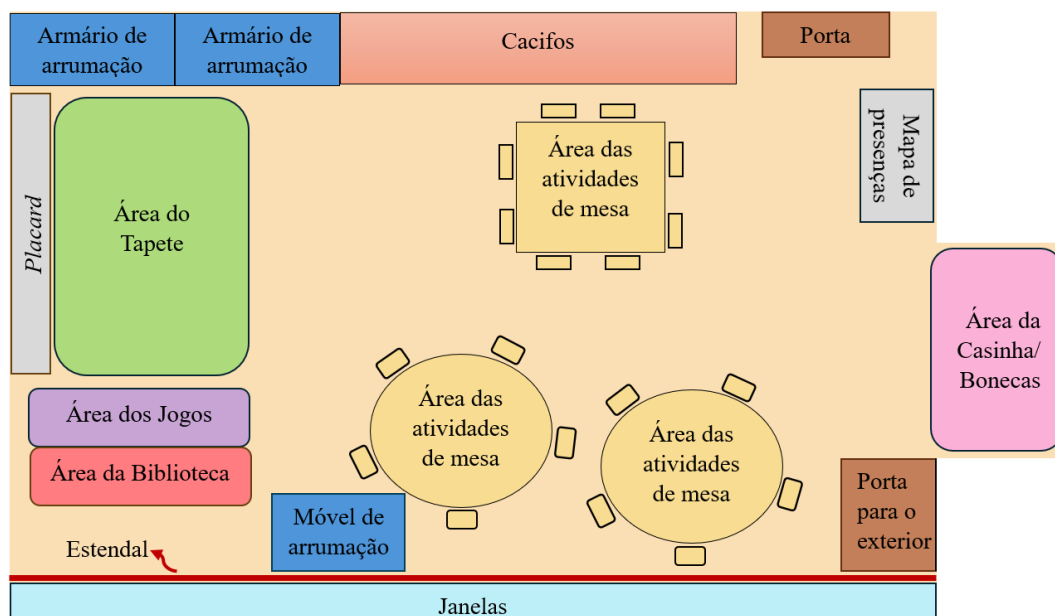 Armário de
arrumação
Armário de
arrumação
Cacifos
Porta
Placard
Área do
Tapete
Área das
atividades
de mesa
Mapa de
presenças
Área da
Casinha/
Bonecas
Área dos Jogos
Área da Biblioteca
Área das
atividades
de mesa
Área das
atividades
de mesa
Móvel de
arrumação
Porta
para o
exterior
Estendal
Janelas